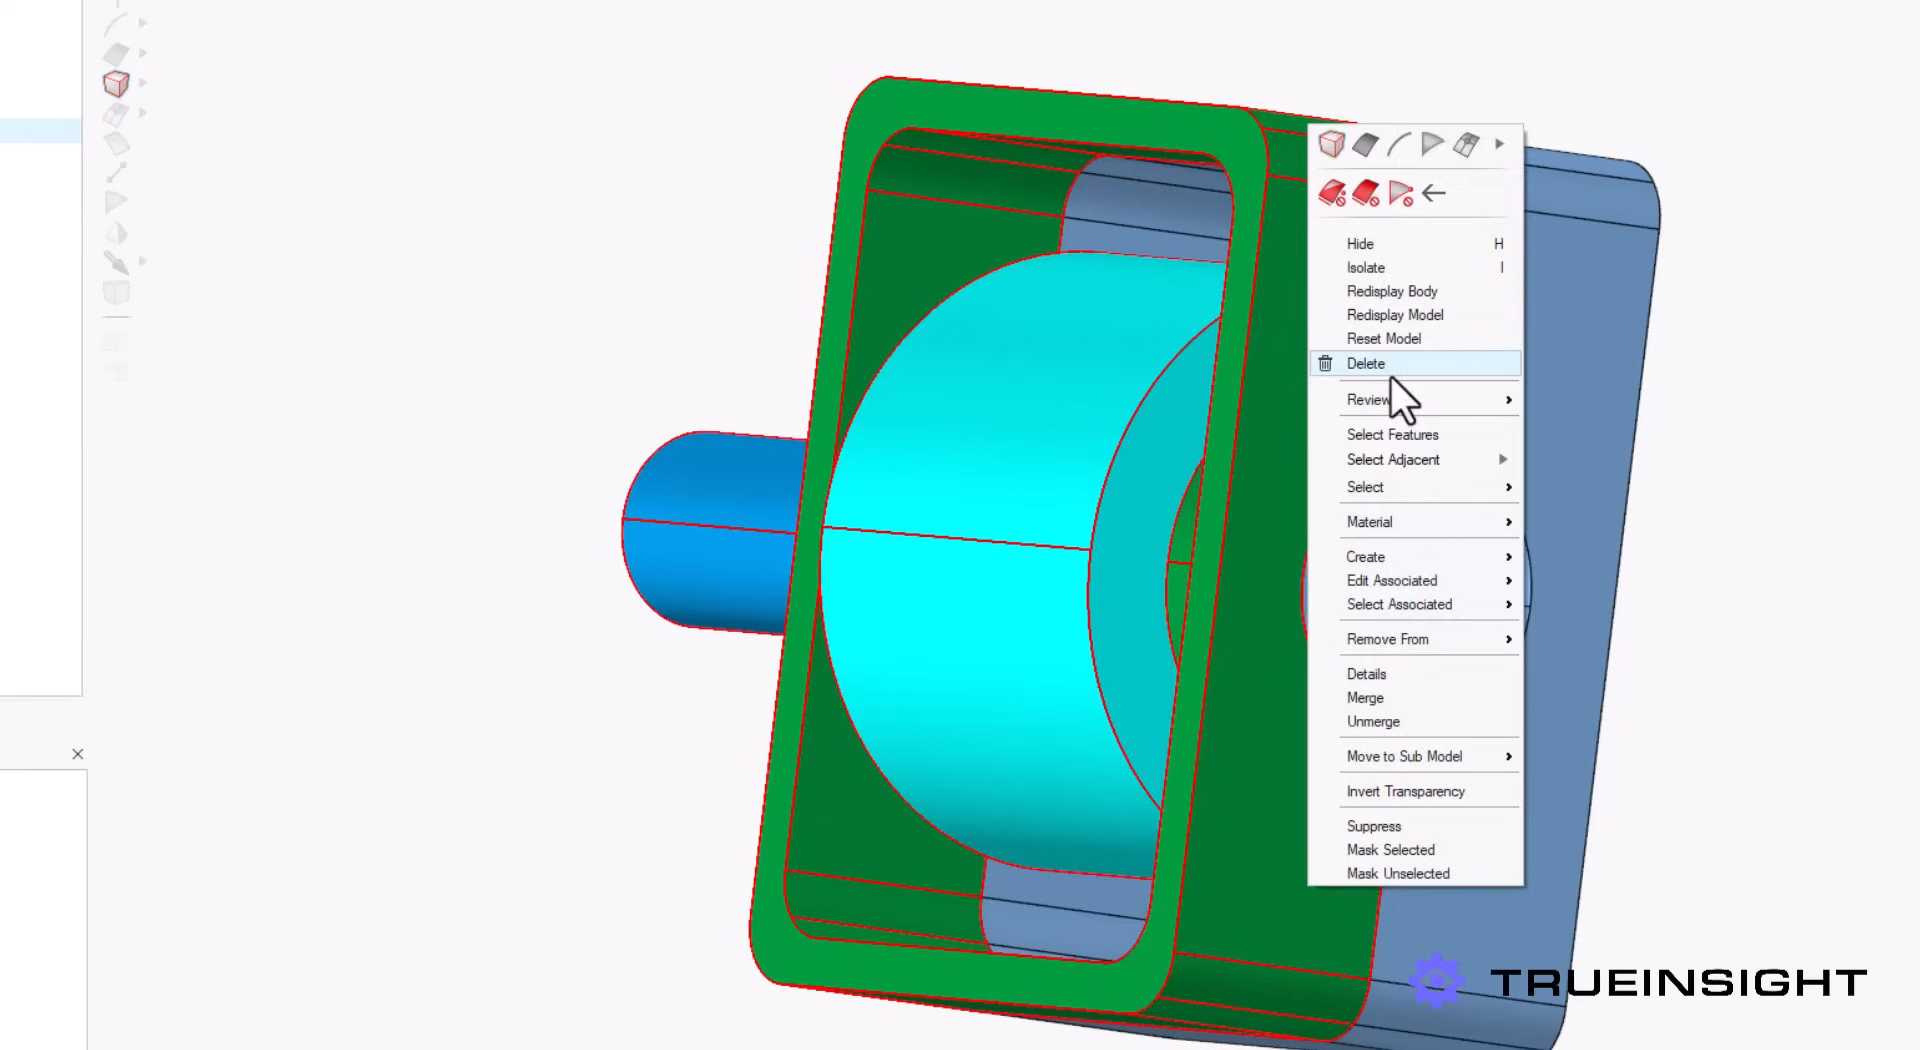 Hide H
Isolate I
Redisplay Body
Redisplay Model
Reset Model
Delete
Review
Select Features
Select Adjacent
Select
Material
Create
Edit Associated
Select Associated
Remove From
Details
Merge
Unmerge
Move to Sub Model
Invert Transparency
Suppress
Mask Selected
Mask Unselected
TRUEINSIGHT